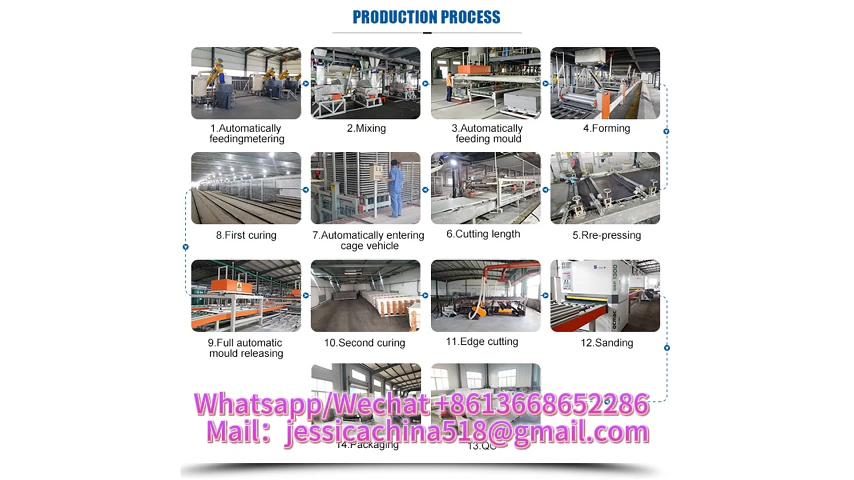 PRODUCTION PROCESS
1.Automatically
feedingmetering
2.Mixing
3.Automatically
feeding mould
4.Forming
8.First curing
7.Automatically entering
cage vehicle
6.Cutting length
5.Rre-pressing
9.Full automatic
mould releasing
10.Second curing
11.Edge cutting
12.Sanding
Whatsapp/Wechat+8613668652286
Mail：jessicachina518@gmail.com
14.Packaging
13.QC